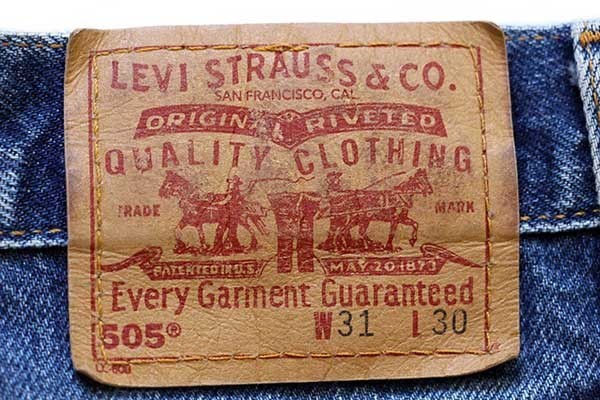 LEVI STRAUSS & CO.
SAN FRANCISCO, CAL
ORIGINAL RIVETED
QUALITY CLOTHING
TRADE MARK
PATENTED IN U.S. MAY 20 1873
Every Garment Guaranteed
505® W31 L30